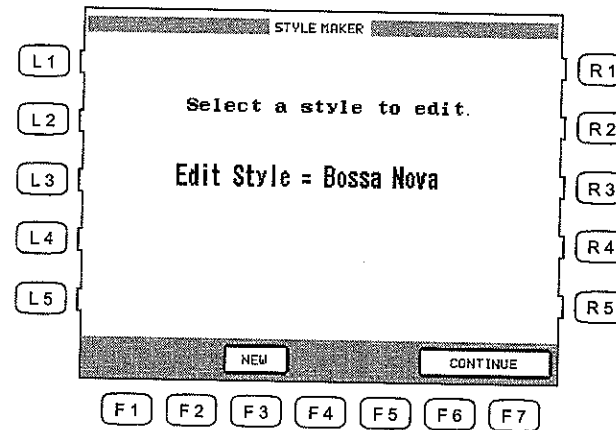 STYLE MAKER
L1
R1
Select a style to edit.
L2
R2
Edit Style = Bossa Nova
L3
R3
L4
R4
L5
R5
NEW
CONTINUE
F1 F2 F3 F4 F5 F6 F7